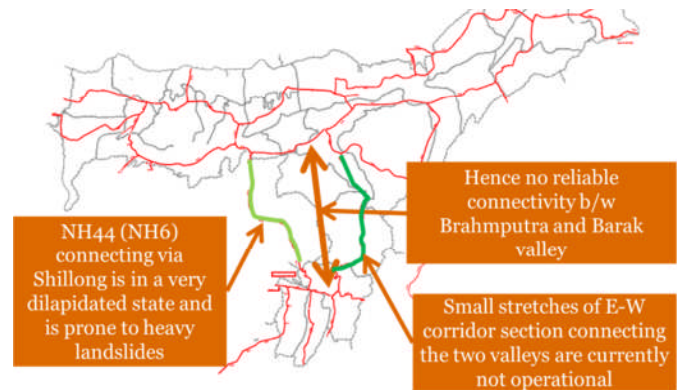 Hence no reliable
connectivity b/w
Brahmputra and Barak
valley
NH44 (NH6)
connecting via
Shillong is in a very
dilapidated state and
is prone to heavy
landslides
Small stretches of E-W
corridor section connecting
the two valleys are currently
not operational